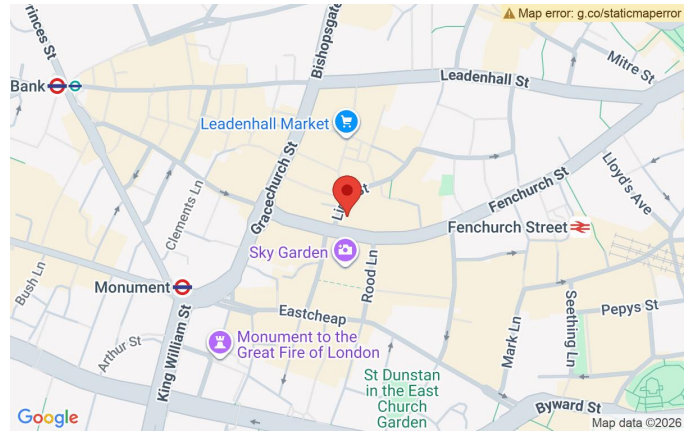 Map error: g.co/staticmaperror
Princes St
Bishopsgate
Mitre St
Leadenhall St
Bank
Leadenhall Market
Gracechurch St
Lloyd's Ave
Clements Ln
Fenchurch St
Fenchurch Street
Sky Garden
Rood Ln
Bush Ln
Monument
Eastcheap
Seething Ln
Pepys St
Mark Ln
Arthur St
King William St
Monument to the
Great Fire of London
St Dunstan
in the East
Church
Garden
Byward St
Google
Map data ©2026